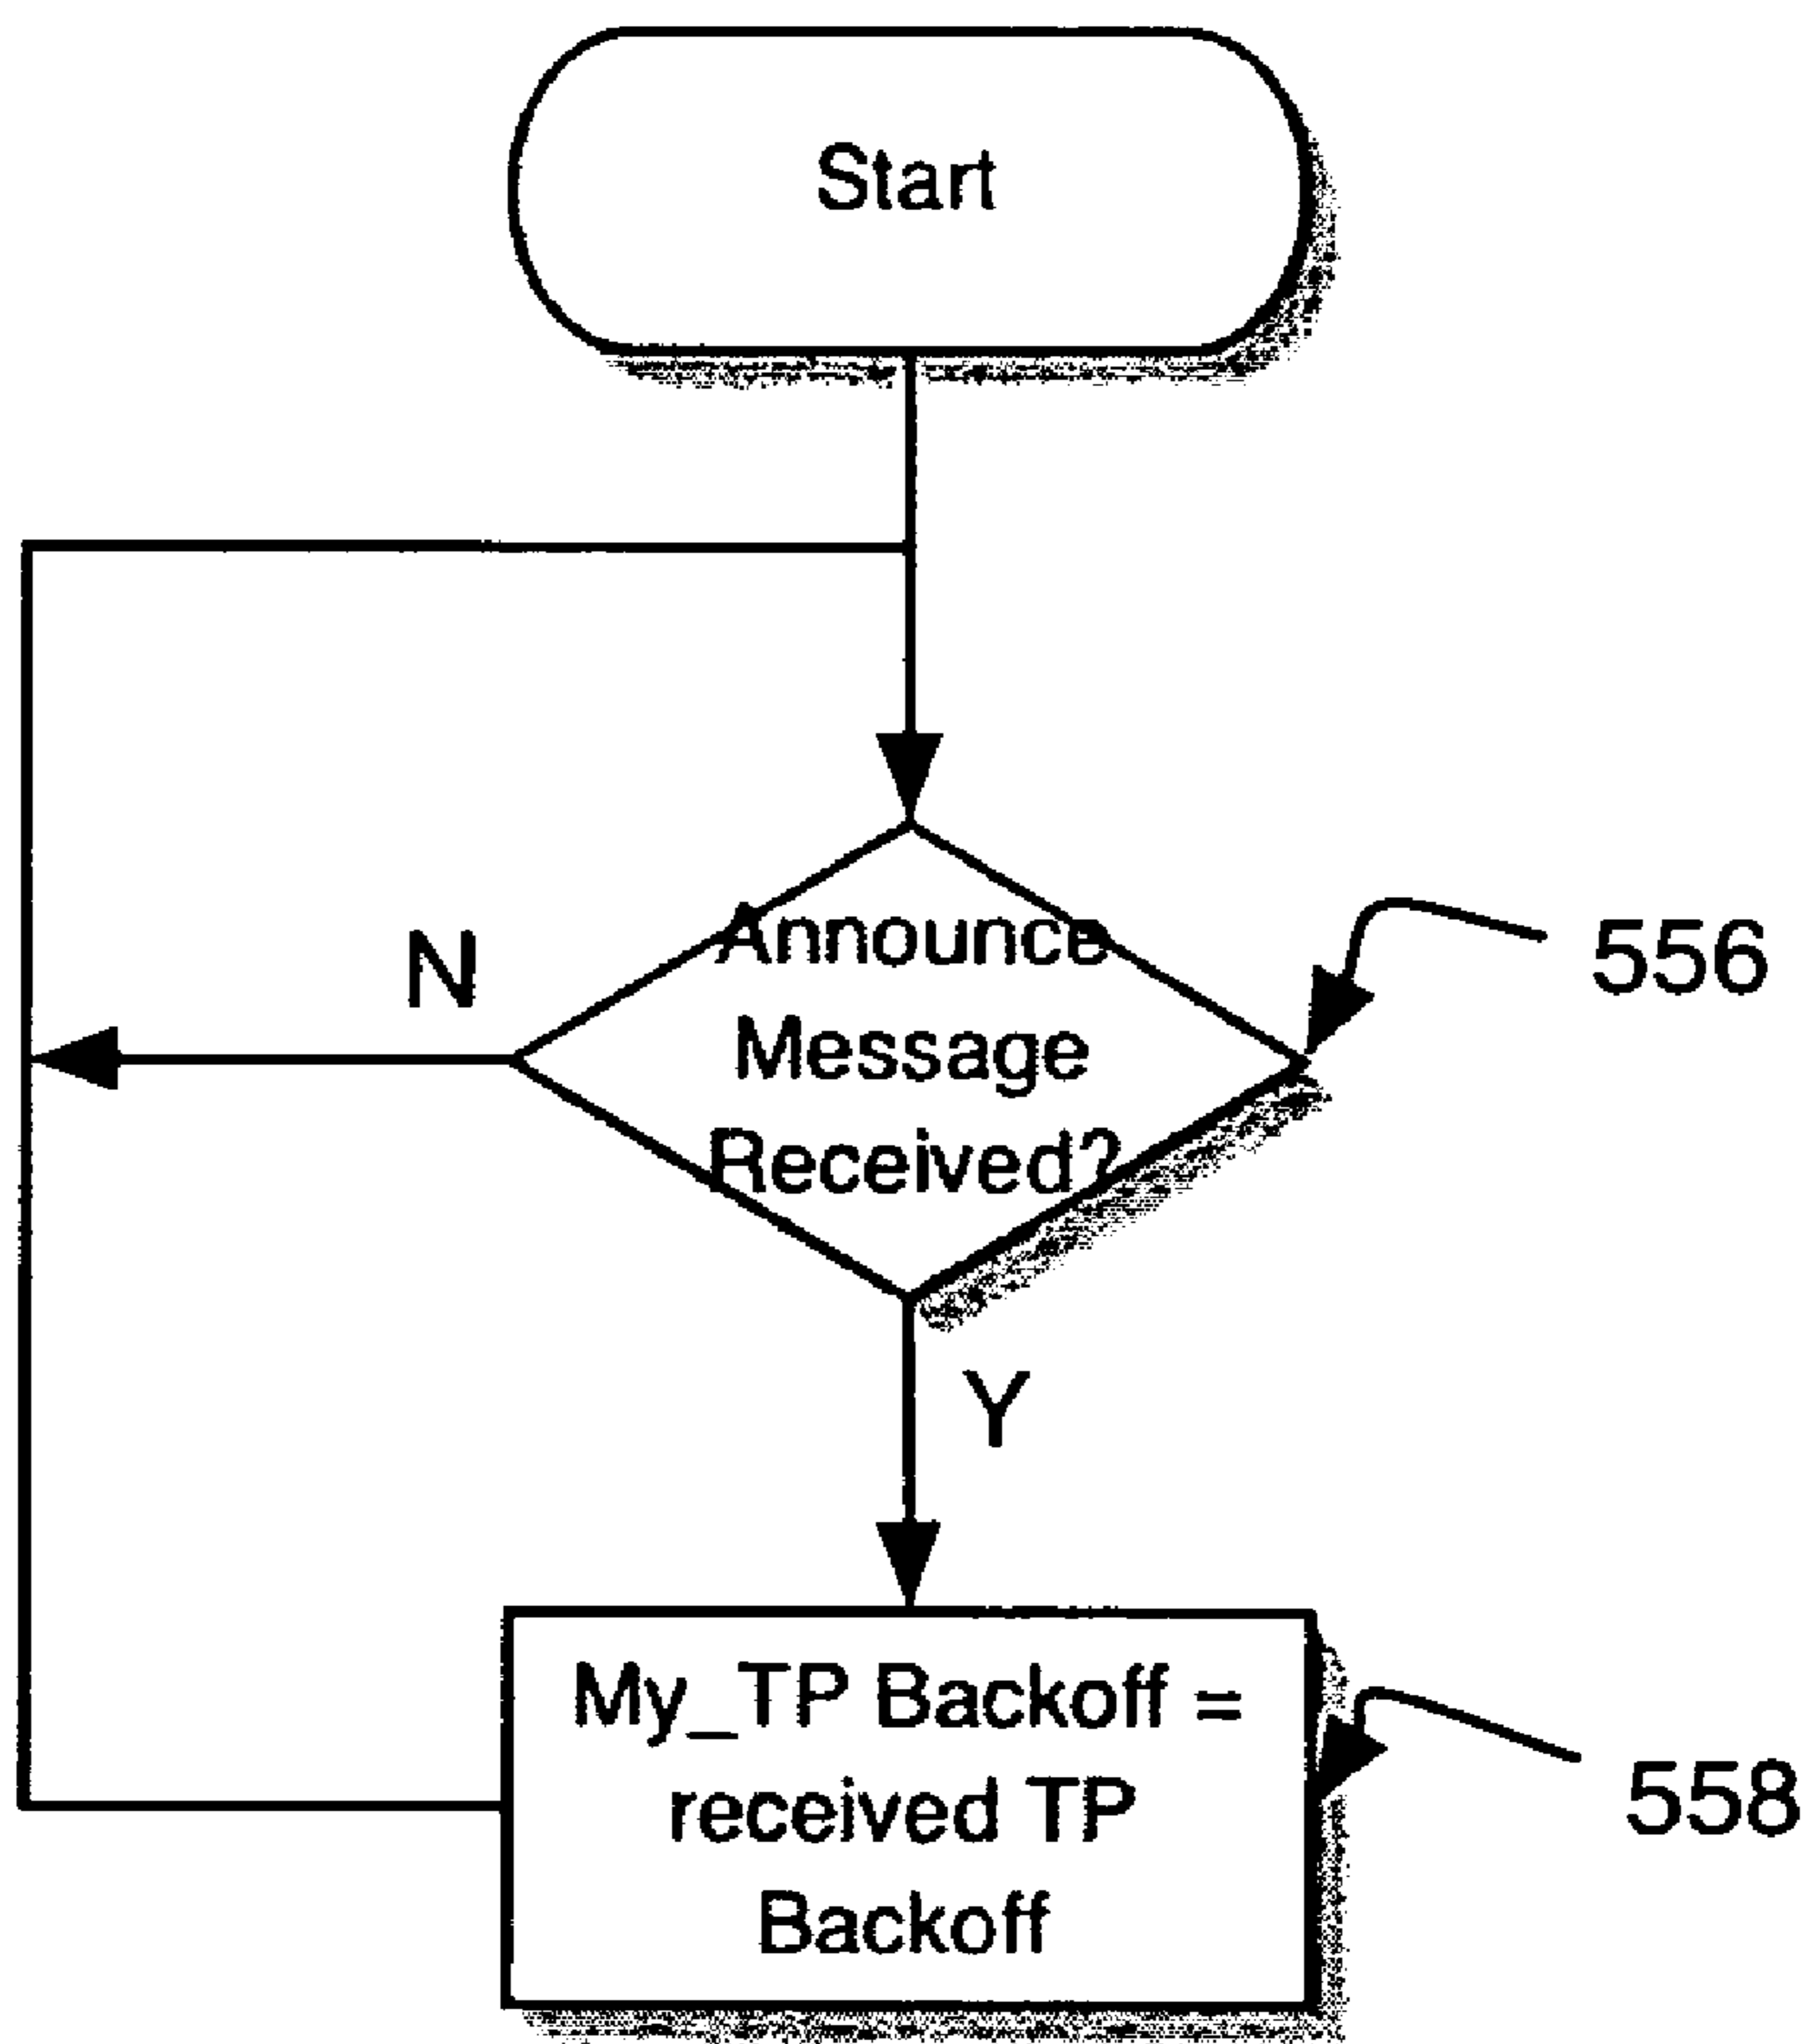 Start
N
Announce
Message
Received?
556
Y
My_TP Backoff =
received TP
Backoff
558